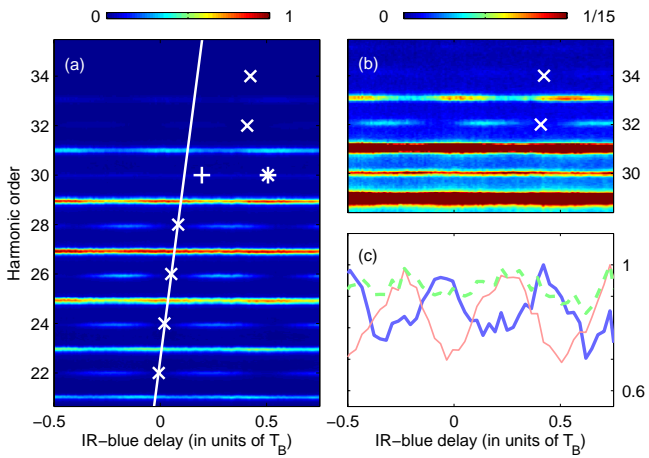 0 1
0 1/15
(a)
(b)
(c)
34
32
30
28
26
24
22
Harmonic order
−0.5 0 0.5
IR−blue delay (in units of T_B)
34
32
30
1
0.6
−0.5 0 0.5
IR−blue delay (in units of T_B)